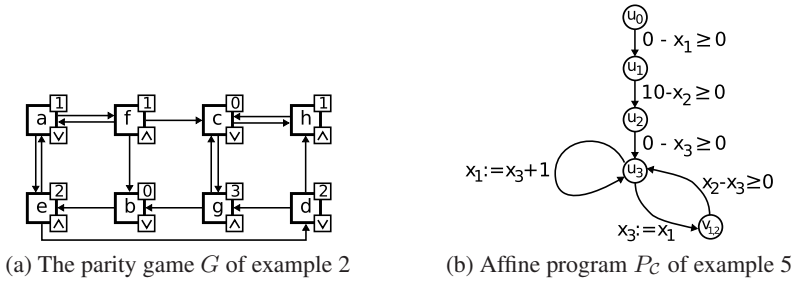 u0
0 - x1 ≥ 0
u1
10-x2 ≥ 0
u2
0 - x3 ≥ 0
u3
x1:=x3+1
x2-x3≥0
x3:=x1
v1,2
1 1 0 1
a f c h
∨ ∧ ∨ ∧
2 0 3 2
e b g d
∧ ∨ ∧ ∨
(a) The parity game G of example 2
(b) Affine program PC of example 5